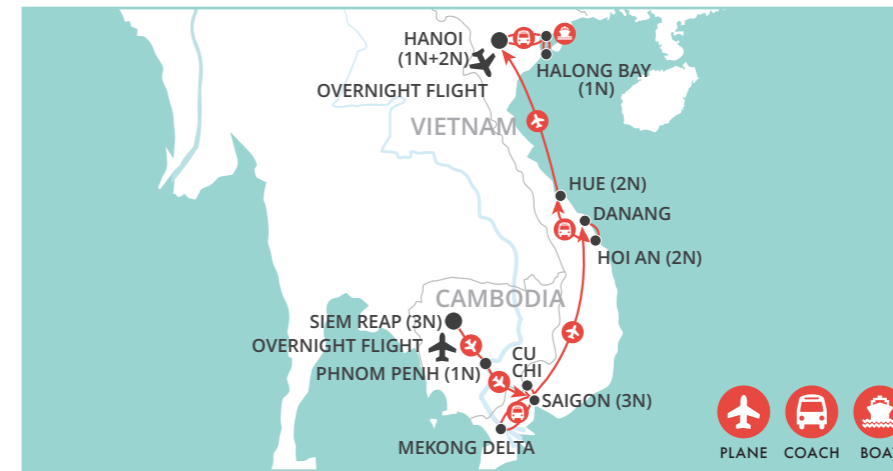 HANOI
(1N+2N)
OVERNIGHT FLIGHT
HALONG BAY
(1N)
VIETNAM
HUE (2N)
DANANG
HOI AN (2N)
CAMBODIA
SIEM REAP (3N)
OVERNIGHT FLIGHT
PHNOM PENH (1N)
CU
CHI
SAIGON (3N)
MEKONG DELTA
PLANE COACH BOA